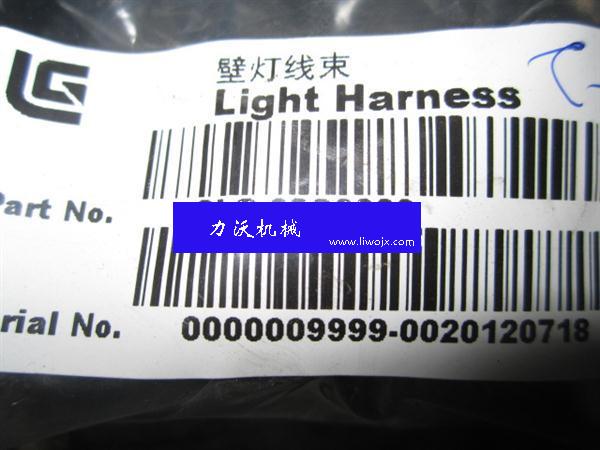 LG
壁灯线束
Light Harness
Part No.
力沃机械
www.liwojx.com
rial No. 0000009999-0020120718